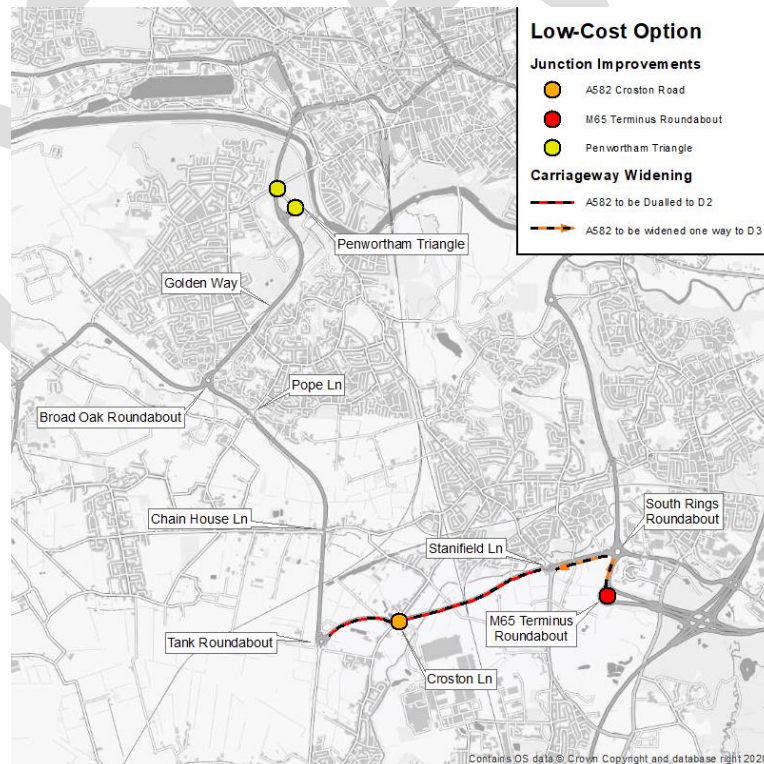 Low-Cost Option
Junction Improvements
A582 Croston Road
M65 Terminus Roundabout
Penwortham Triangle
Carriageway Widening
A582 to be Dualled to D2
A582 to be widened one way to D3
Penwortham Triangle
Golden Way
Pope Ln
Broad Oak Roundabout
Chain House Ln
South Rings
Roundabout
Stanifield Ln
M65 Terminus
Roundabout
Tank Roundabout
Croston Ln
Contains OS data © Crown Copyright and database right 2020